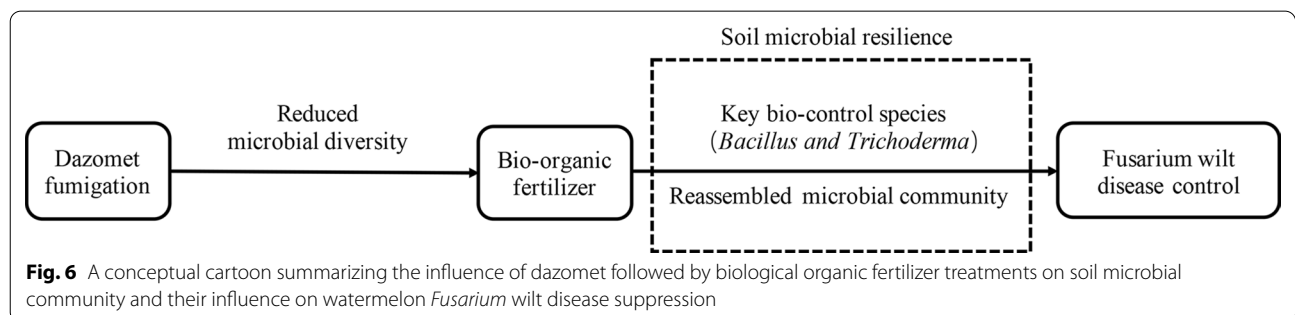 Soil microbial resilience
Reduced
microbial diversity
Key bio-control species
(Bacillus and Trichoderma)
Dazomet
fumigation
Bio-organic
fertilizer
Fusarium wilt
disease control
Reassembled microbial community
Fig. 6 A conceptual cartoon summarizing the influence of dazomet followed by biological organic fertilizer treatments on soil microbial
community and their influence on watermelon Fusarium wilt disease suppression